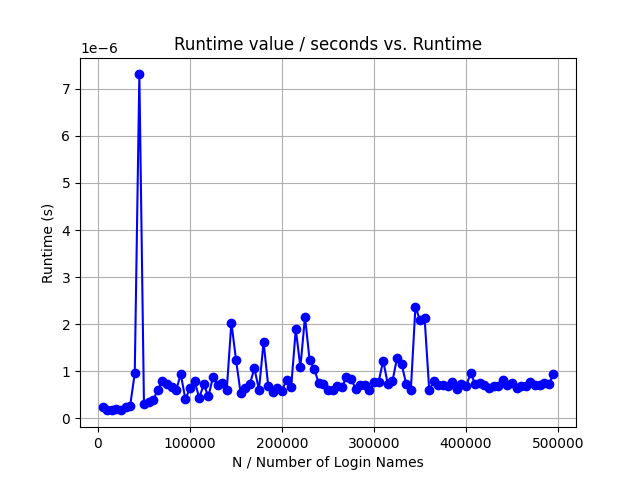 Runtime value / seconds vs. Runtime
1e−6
7
6
5
4
3
2
1
0
Runtime (s)
0 100000 200000 300000 400000 500000
N / Number of Login Names